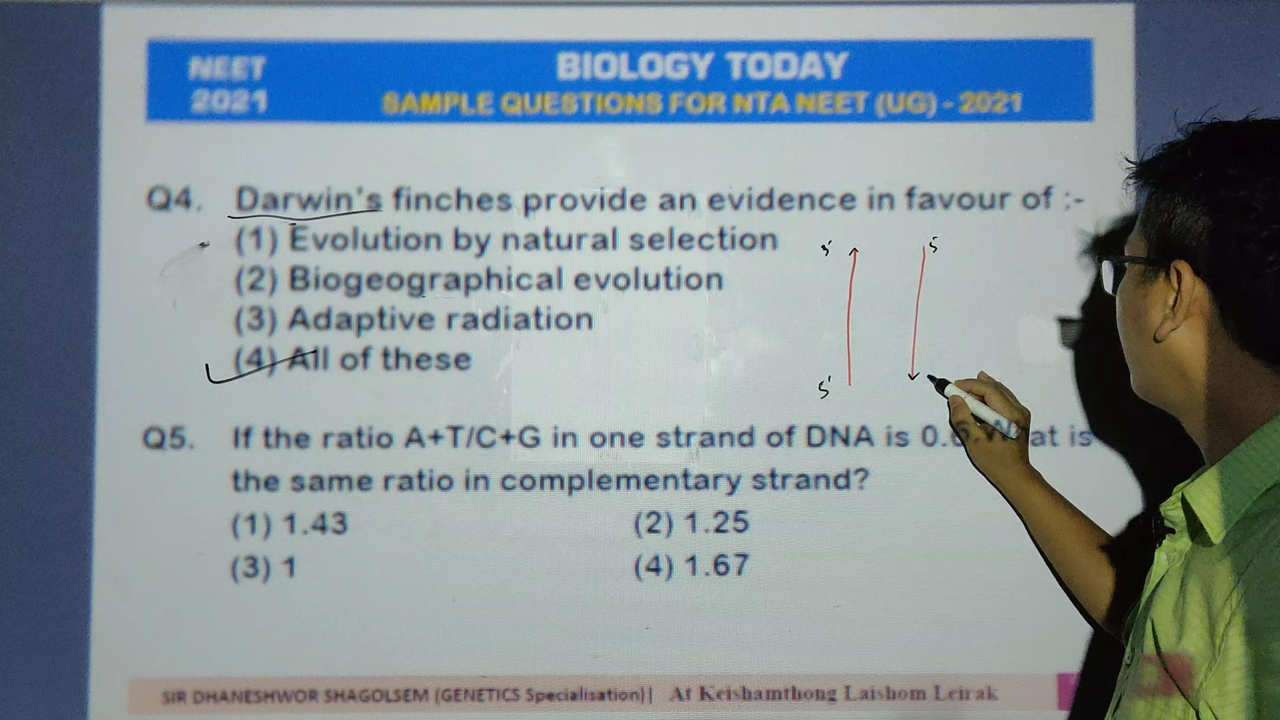 NEET
2021
BIOLOGY TODAY
SAMPLE QUESTIONS FOR NTA NEET (UG) - 2021
Q4. Darwin's finches provide an evidence in favour of :-
(1) Evolution by natural selection
(2) Biogeographical evolution
(3) Adaptive radiation
(4) All of these
5'
5'
Q5. If the ratio A+T/C+G in one strand of DNA is at is
the same ratio in complementary strand?
(1) 1.43
(2) 1.25
(3) 1
(4) 1.67
SIR DHANESHWOR SHAGOLSEM (GENETICS Specialisation)| At Keishamthong Laishom Leirak